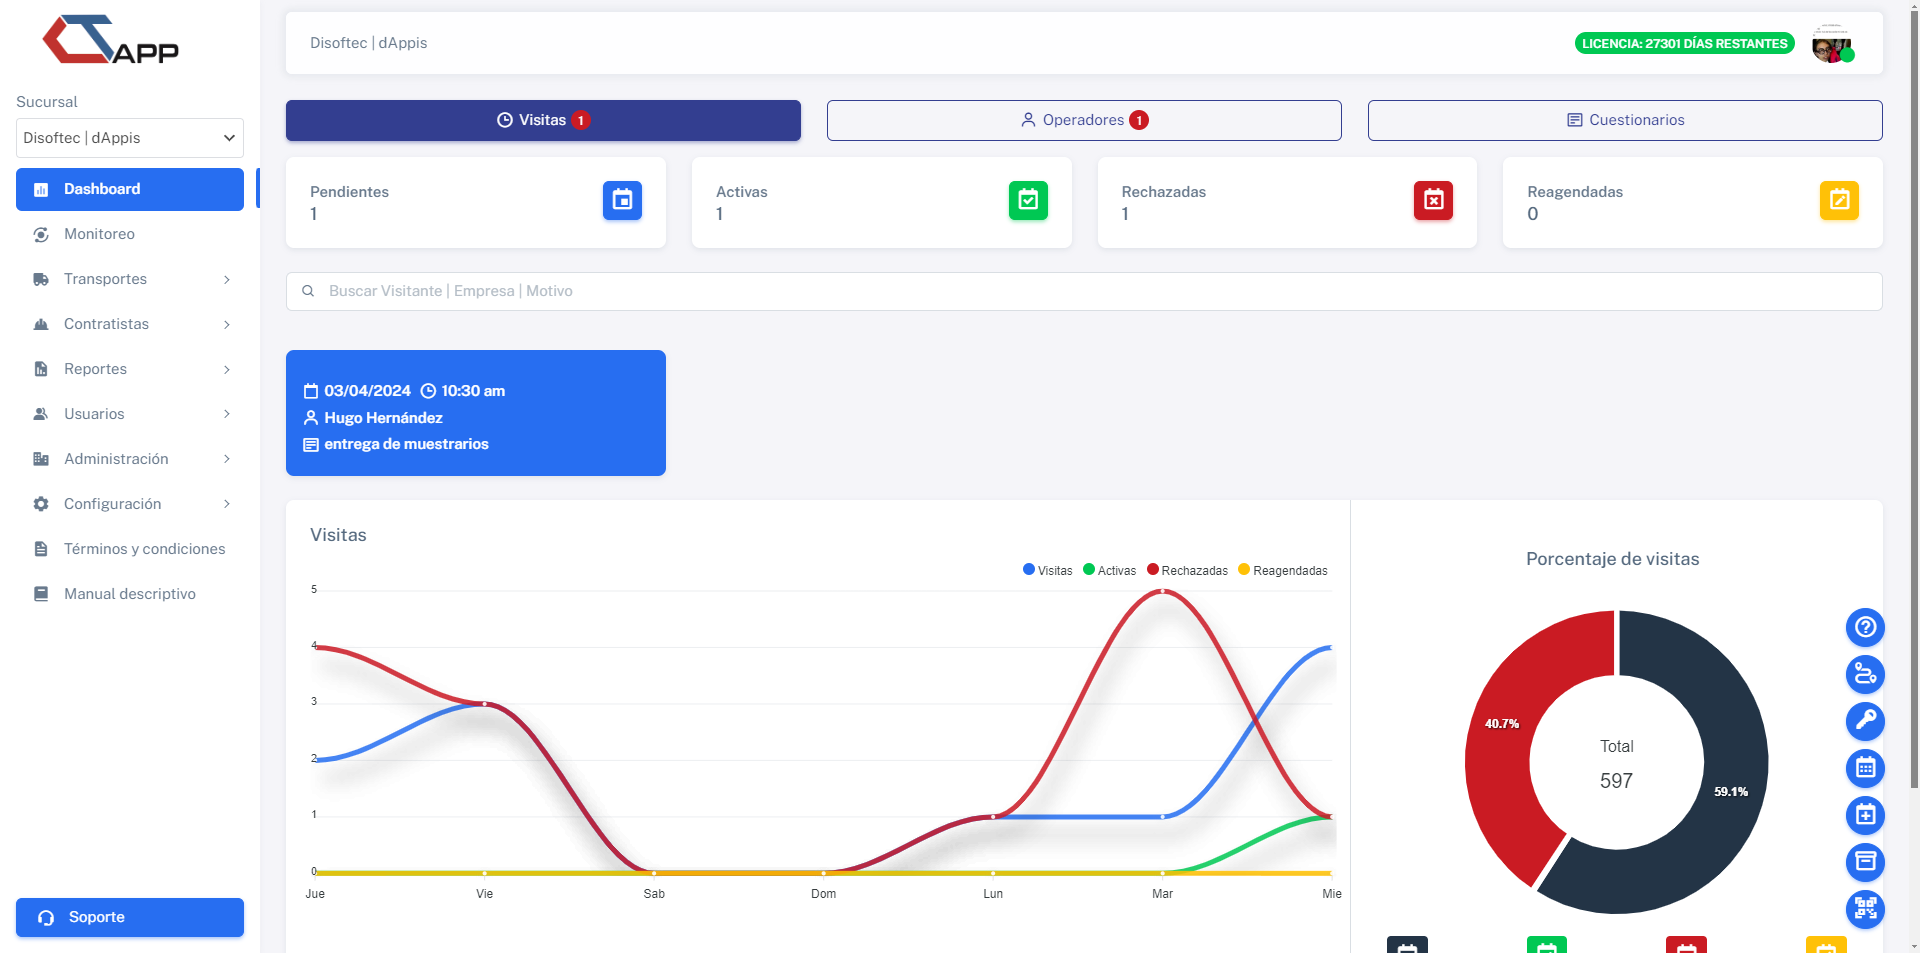 CTAPP
Sucursal
Disoftec | dAppis
Dashboard
Monitoreo
Transportes
Contratistas
Reportes
Usuarios
Administración
Configuración
Términos y condiciones
Manual descriptivo
Soporte
Disoftec | dAppis
LICENCIA: 27301 DÍAS RESTANTES
Visitas 1
Operadores 1
Cuestionarios
Pendientes
1
Activas
1
Rechazadas
1
Reagendadas
0
Buscar Visitante | Empresa | Motivo
03/04/2024 10:30 am
Hugo Hernández
entrega de muestrarios
Visitas
Visitas Activas Rechazadas Reagendadas
5
4
3
2
1
0
Jue Vie Sab Dom Lun Mar Mie
Porcentaje de visitas
40.7%
Total
597
59.1%